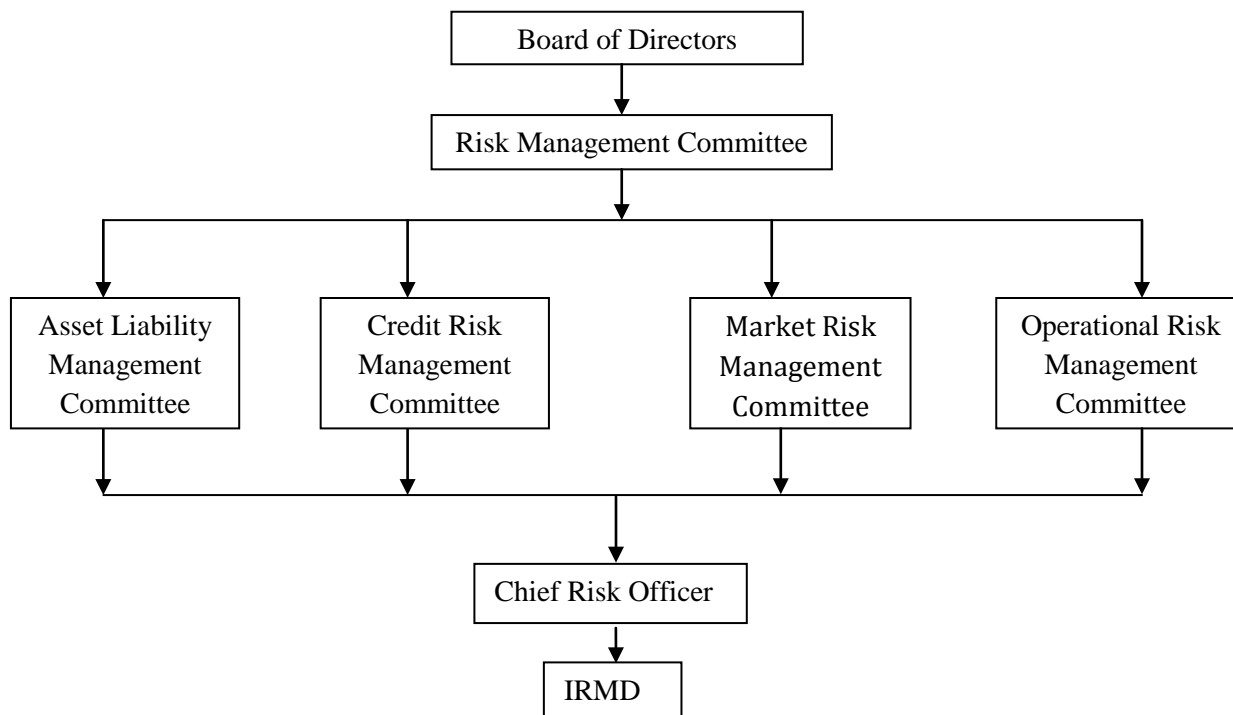 Board of Directors
Risk Management Committee
Asset Liability
Management
Committee
Credit Risk
Management
Committee
Market Risk
Management
Committee
Operational Risk
Management
Committee
Chief Risk Officer
IRMD